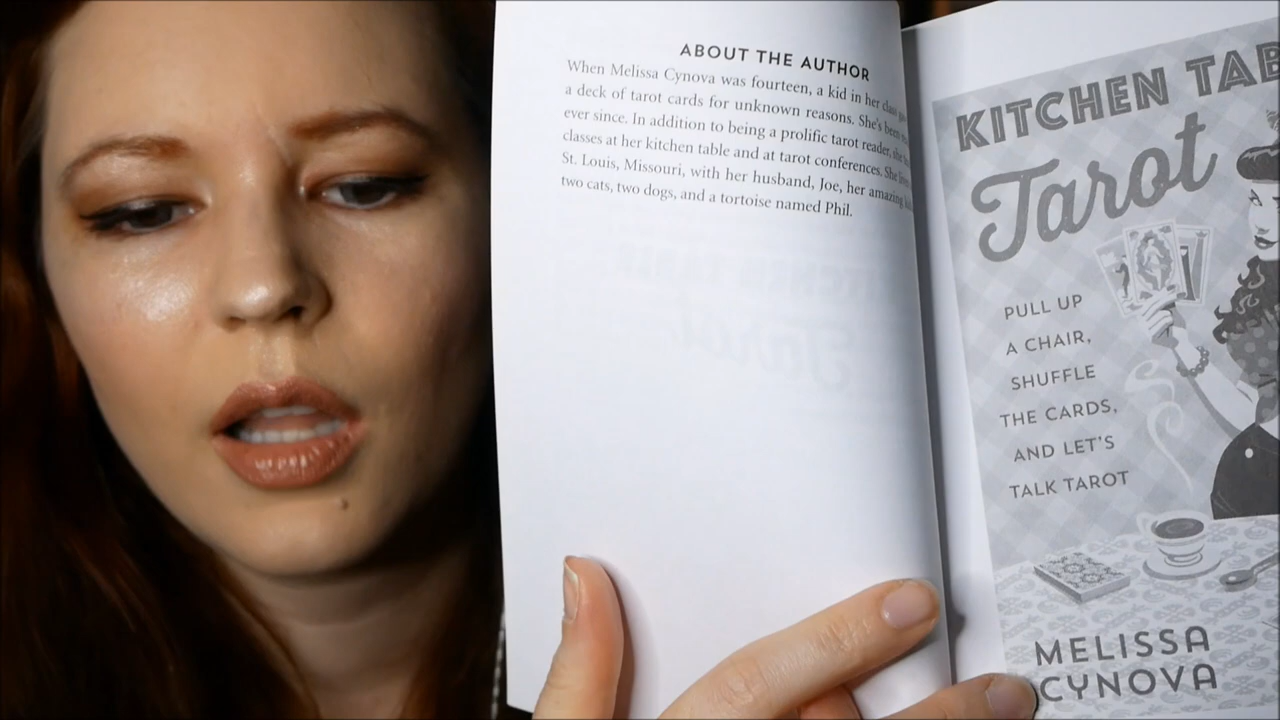 ABOUT THE AUTHOR
When Melissa Cynova was fourteen, a kid in her class
a deck of tarot cards for unknown reasons. She's been
ever since. In addition to being a prolific tarot reader, she
classes at her kitchen table and at tarot conferences. She lives
St. Louis, Missouri, with her husband, Joe, her amazing
two cats, two dogs, and a tortoise named Phil.
KITCHEN TAB
Tarot
PULL UP
A CHAIR,
SHUFFLE
THE CARDS,
AND LET'S
TALK TAROT
MELISSA
CYNOVA